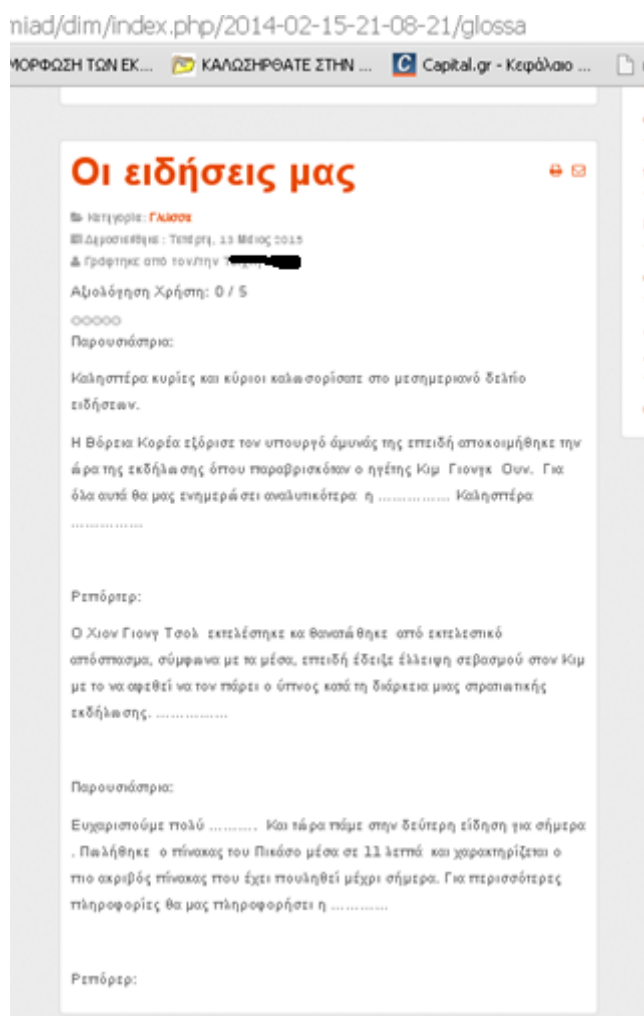 miad/dim/index.php/2014-02-15-21-08-21/glossa
ΜΟΡΦΩΣΗ ΤΩΝ ΕΚ... ΚΑΛΩΣΗΡΘΑΤΕ ΣΤΗΝ ... Capital.gr - Κεφάλαιο ...
Οι ειδήσεις μας
Κατηγορία: Γλώσσα
Δημοσιεύθηκε : Τετάρτη, 13 Μάιος 2015
Γράφτηκε από τον/την
Αξιολόγηση Χρήστη: 0 / 5
Παρουσιάστρια:
Καλησπέρα κυρίες και κύριοι καλωσορίσατε στο μεσημεριανό δελτίο
ειδήσεων.
Η Βόρεια Κορέα εξόρισε τον υπουργό άμυνάς της επειδή αποκοιμήθηκε την
ώρα της εκδήλωσης όπου παραβρισκόταν ο ηγέτης Κιμ Γιονγκ Ουν. Για
όλα αυτά θα μας ενημερώσει αναλυτικότερα η ............... Καλησπέρα
...............
Ρεπόρτερ:
Ο Χιον Γιονγ Τσολ εκτελέστηκε κα θανατώθηκε από εκτελεστικό
απόσπασμα, σύμφωνα με τα μέσα, επειδή έδειξε έλλειψη σεβασμού στον Κιμ
με το να αφεθεί να τον πάρει ο ύπνος κατά τη διάρκεια μιας στρατιωτικής
εκδήλωσης. ...............
Παρουσιάστρια:
Ευχαριστούμε πολύ .......... Και τώρα πάμε στην δεύτερη είδηση για σήμερα
. Πωλήθηκε ο πίνακας του Πικάσο μέσα σε 11 λεπτά και χαρακτηρίζεται ο
πιο ακριβός πίνακας που έχει πουληθεί μέχρι σήμερα. Για περισσότερες
πληροφορίες θα μας πληροφορήσει η ............
Ρεπόρερ: